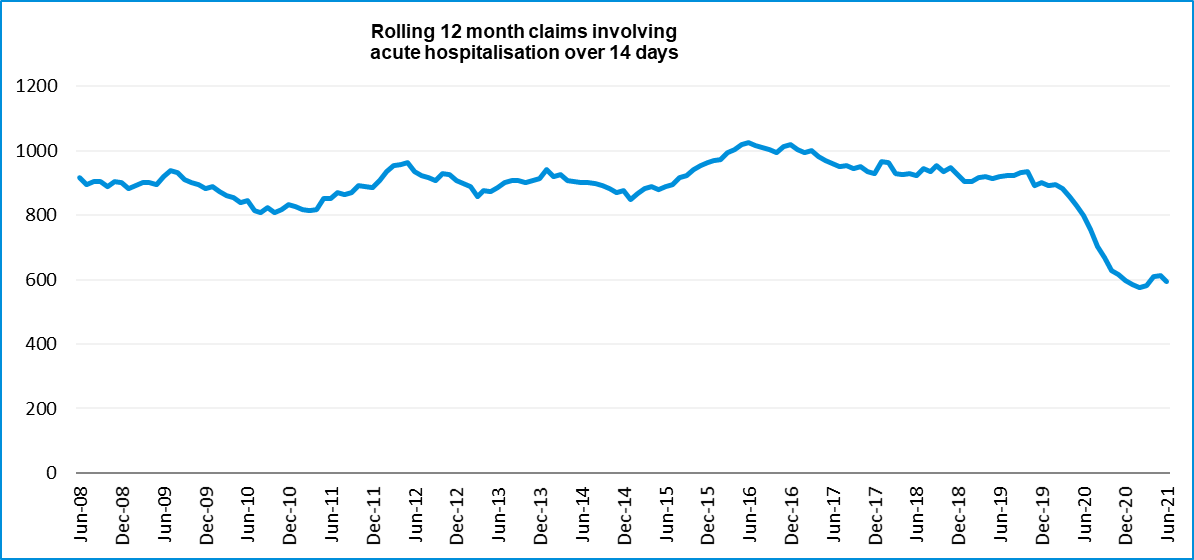 Rolling 12 month claims involving
acute hospitalisation over 14 days
1200
1000
800
600
400
200
0
Jun-08
Dec-08
Jun-09
Dec-09
Jun-10
Dec-10
Jun-11
Dec-11
Jun-12
Dec-12
Jun-13
Dec-13
Jun-14
Dec-14
Jun-15
Dec-15
Jun-16
Dec-16
Jun-17
Dec-17
Jun-18
Dec-18
Jun-19
Dec-19
Jun-20
Dec-20
Jun-21